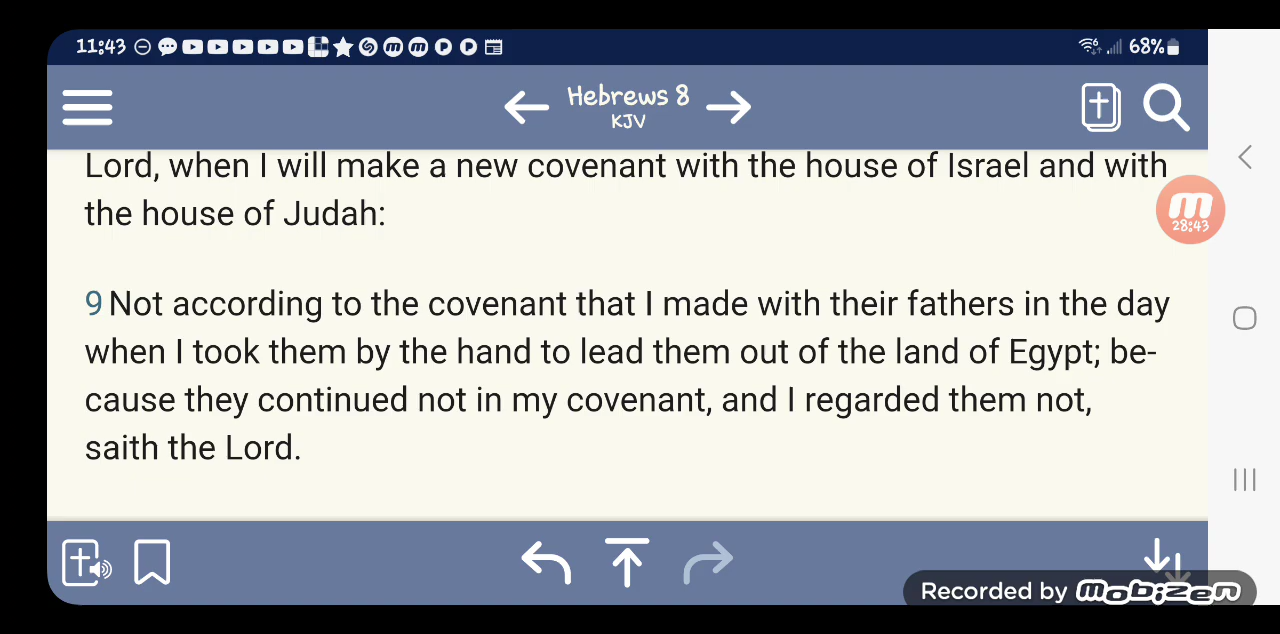 11:43
68%
Hebrews 8
KJV
Lord, when I will make a new covenant with the house of Israel and with
the house of Judah:
28:43
9 Not according to the covenant that I made with their fathers in the day
when I took them by the hand to lead them out of the land of Egypt; be-
cause they continued not in my covenant, and I regarded them not,
saith the Lord.
Recorded by mobizen